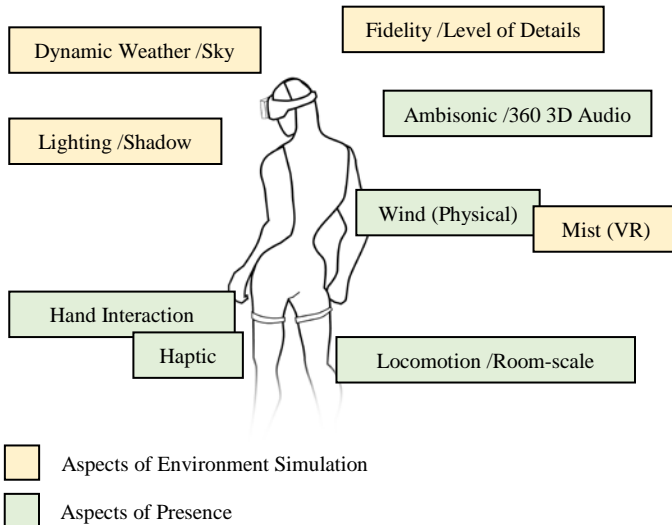 Fidelity /Level of Details
Dynamic Weather /Sky
Ambisonic /360 3D Audio
Lighting /Shadow
Wind (Physical)
Mist (VR)
Hand Interaction
Haptic
Locomotion /Room-scale
Aspects of Environment Simulation
Aspects of Presence